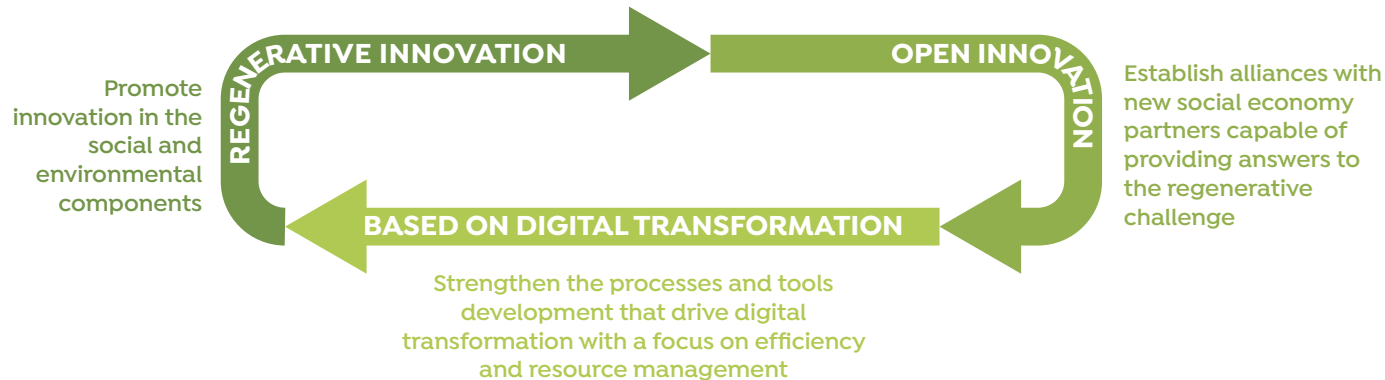 REGENERATIVE INNOVATION
Promote
innovation in the
social and
environmental
components
OPEN INNOVATION
Establish alliances with
new social economy
partners capable of
providing answers to
the regenerative
challenge
BASED ON DIGITAL TRANSFORMATION
Strengthen the processes and tools
development that drive digital
transformation with a focus on efficiency
and resource management